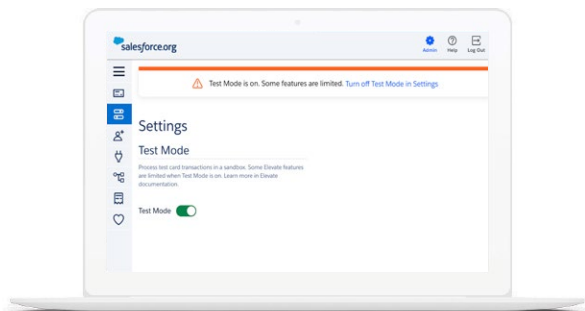 salesforce.org
Admin Help Log Out
Test Mode is on. Some features are limited. Turn off Test Mode in Settings
Settings
Test Mode
Process test card transactions in a sandbox. Some Elevate features
are limited when Test Mode is on. Learn more in Elevate
documentation.
Test Mode